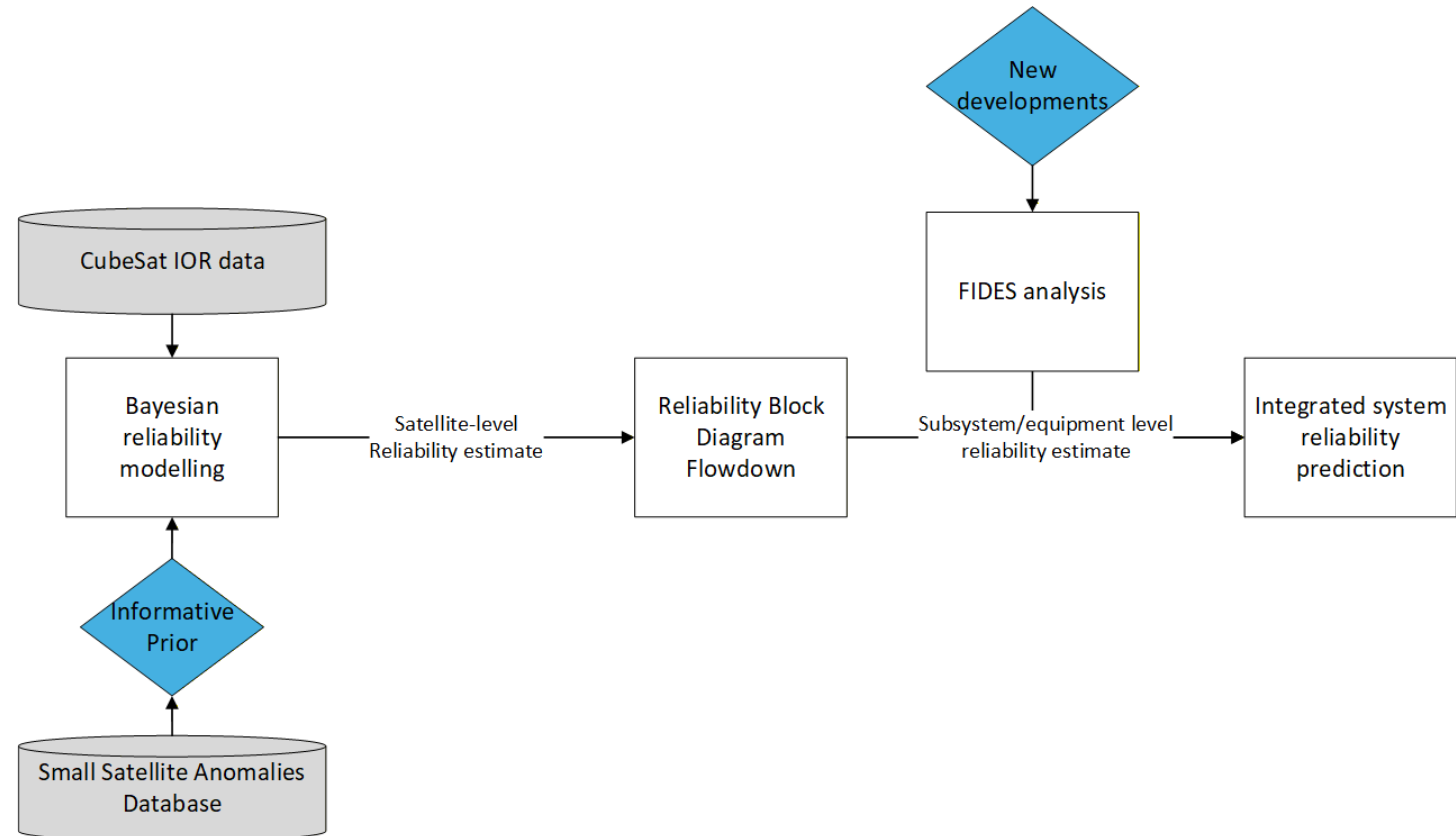 New
developments
CubeSat IOR data
FIDES analysis
Bayesian
reliability
modelling
Satellite-level
Reliability estimate
Reliability Block
Diagram
Flowdown
Subsystem/equipment level
reliability estimate
Integrated system
reliability
prediction
Informative
Prior
Small Satellite Anomalies
Database